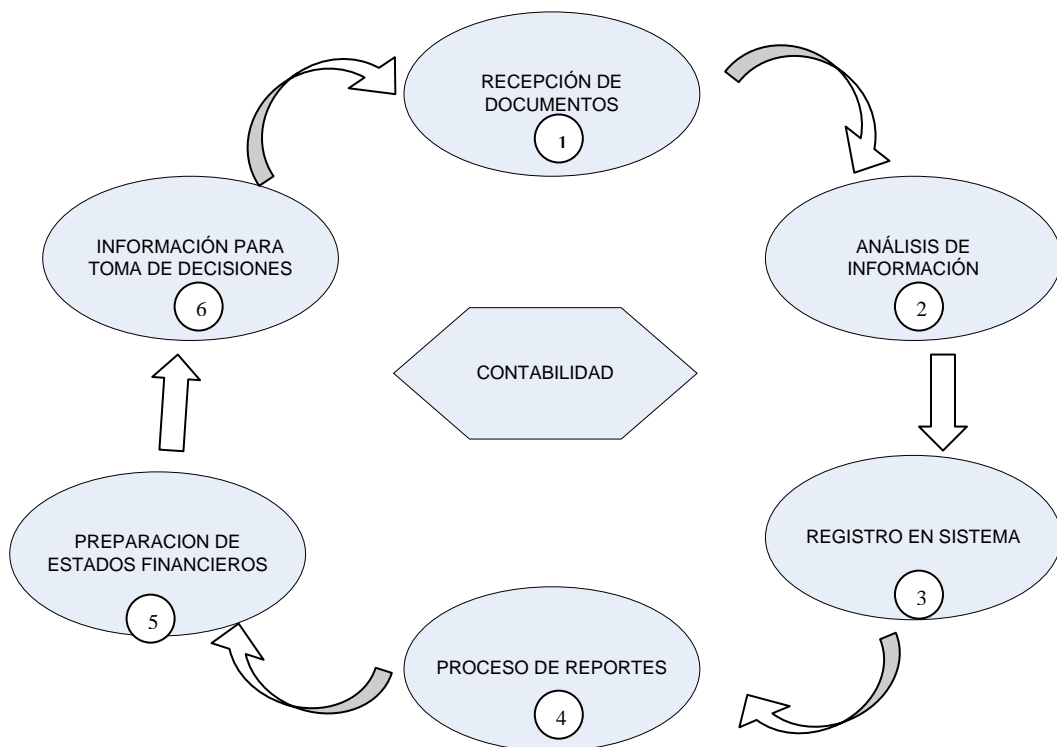 RECEPCIÓN DE
DOCUMENTOS
1
ANÁLISIS DE
INFORMACIÓN
2
REGISTRO EN SISTEMA
3
PROCESO DE REPORTES
4
PREPARACION DE
ESTADOS FINANCIEROS
5
INFORMACIÓN PARA
TOMA DE DECISIONES
6
CONTABILIDAD